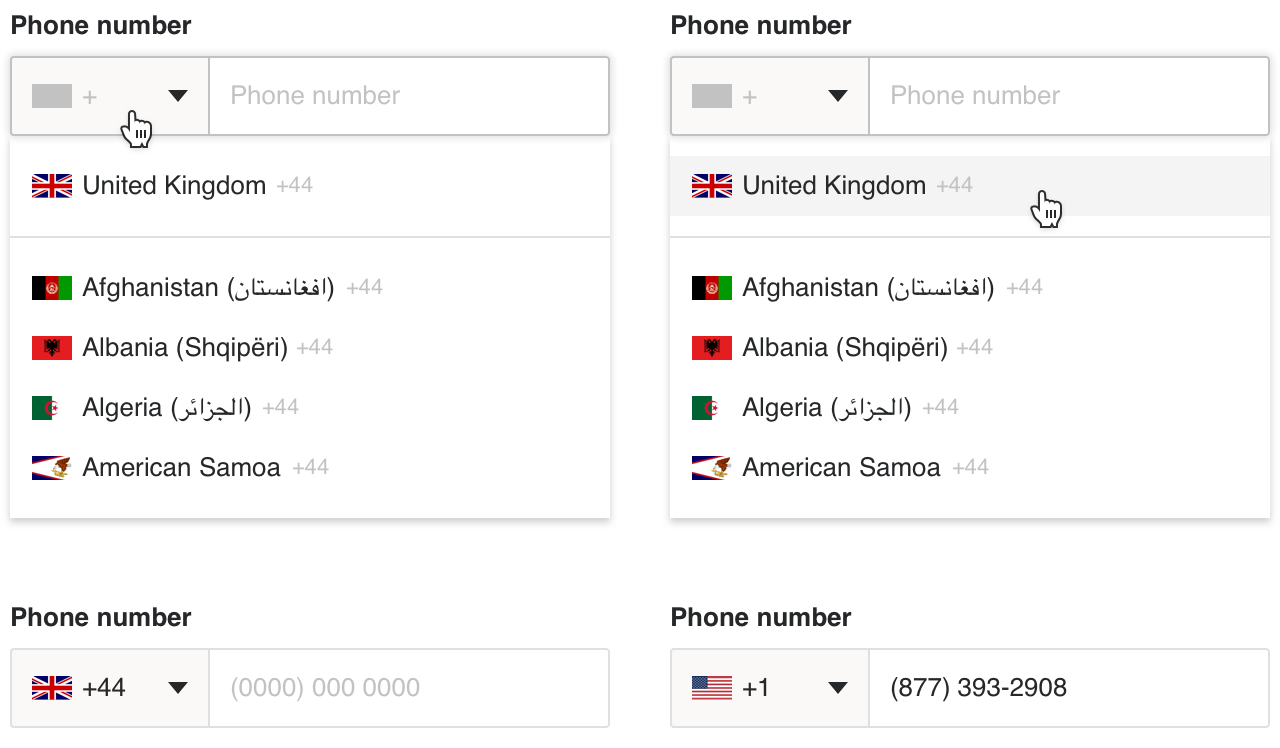 Phone number
+
Phone number
United Kingdom +44
Afghanistan (افغانستان) +44
Albania (Shqipëri) +44
Algeria (الجزائر) +44
American Samoa +44
Phone number
+
Phone number
United Kingdom +44
Afghanistan (افغانستان) +44
Albania (Shqipëri) +44
Algeria (الجزائر) +44
American Samoa +44
Phone number
+44
(0000) 000 0000
Phone number
+1
(877) 393-2908